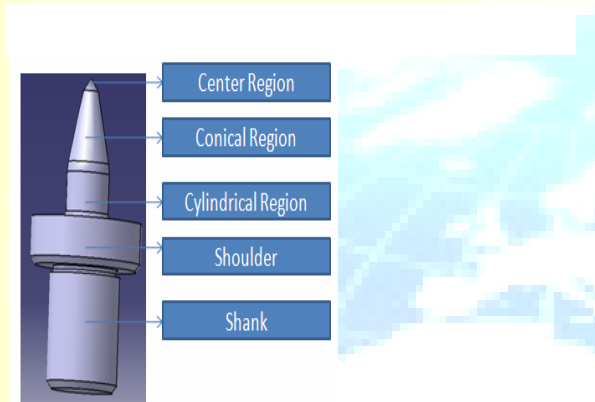 Center Region
Conical Region
Cylindrical Region
Shoulder
Shank